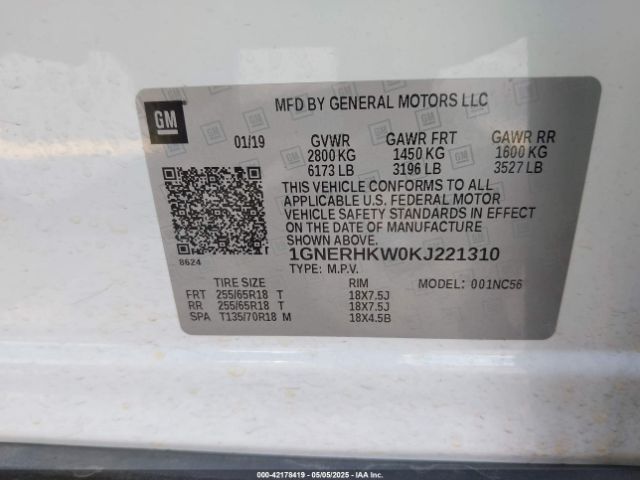 GM
MFD BY GENERAL MOTORS LLC
01/19 GVWR GAWR FRT GAWR RR
2800 KG 1450 KG 1600 KG
6173 LB 3196 LB 3527 LB
THIS VEHICLE CONFORMS TO ALL
APPLICABLE U.S. FEDERAL MOTOR
VEHICLE SAFETY STANDARDS IN EFFECT
ON THE DATE OF MANUFACTURE
SHOWN ABOVE.
1GNERHKW0KJ221310
8624
TYPE: M.P.V.
TIRE SIZE RIM MODEL: 001NC56
FRT 255/65R18 T 18X7.5J
RR 255/65R18 T 18X7.5J
SPA T135/70R18 M 18X4.5B
000-42178419 - 05/05/2025 - IAAI.COM